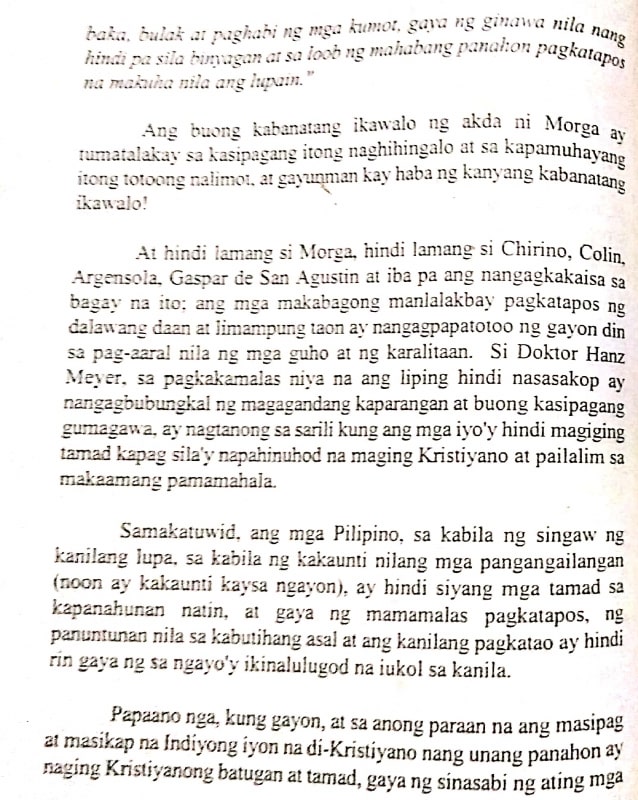 baka, bulak at paghabi ng mga kumot, gaya ng ginawa nila nang
hindi pa sila binyagan at sa loob ng mahabang panahon pagkatapos
na makuha nila ang lupain."
Ang buong kabanatang ikawalo ng akda ni Morga ay
tumatalakay sa kasipagang itong naghihingalo at sa kapamuhayang
itong totoong nalimot, at gayunman kay haba ng kanyang kabanatang
ikawalo!
At hindi lamang si Morga, hindi lamang si Chirino, Colin,
Argensola, Gaspar de San Agustin at iba pa ang nangagkakaisa sa
bagay na ito; ang mga makabagong manlalakbay pagkatapos ng
dalawang daan at limampung taon ay nangagpapatotoo ng gayon din
sa pag-aaral nila ng mga guho at ng karalitaan. Si Doktor Hanz
Meyer, sa pagkakamalas niya na ang liping hindi nasasakop ay
nangagbubungkal ng magagandang kaparangan at buong kasipagang
gumagawa, ay nagtanong sa sarili kung ang mga iyo'y hindi magiging
tamad kapag sila'y napahinuhod na maging Kristiyano at pailalim sa
makaamang pamamahala.
Samakatuwid, ang mga Pilipino, sa kabila ng singaw ng
kanilang lupa, sa kabila ng kakaunti nilang mga pangangailangan
(noon ay kakaunti kaysa ngayon), ay hindi siyang mga tamad sa
kapanahunan natin, at gaya ng mamamalas pagkatapos, ng
panuntunan nila sa kabutihang asal at ang kanilang pagkatao ay hindi
rin gaya ng sa ngayo'y ikinalulugod na iukol sa kanila.
Papaano nga, kung gayon, at sa anong paraan na ang masipag
at masikap na Indiyong iyon na di-Kristiyano nang unang panahon ay
naging Kristiyanong batugan at tamad, gaya ng sinasabi ng ating mga